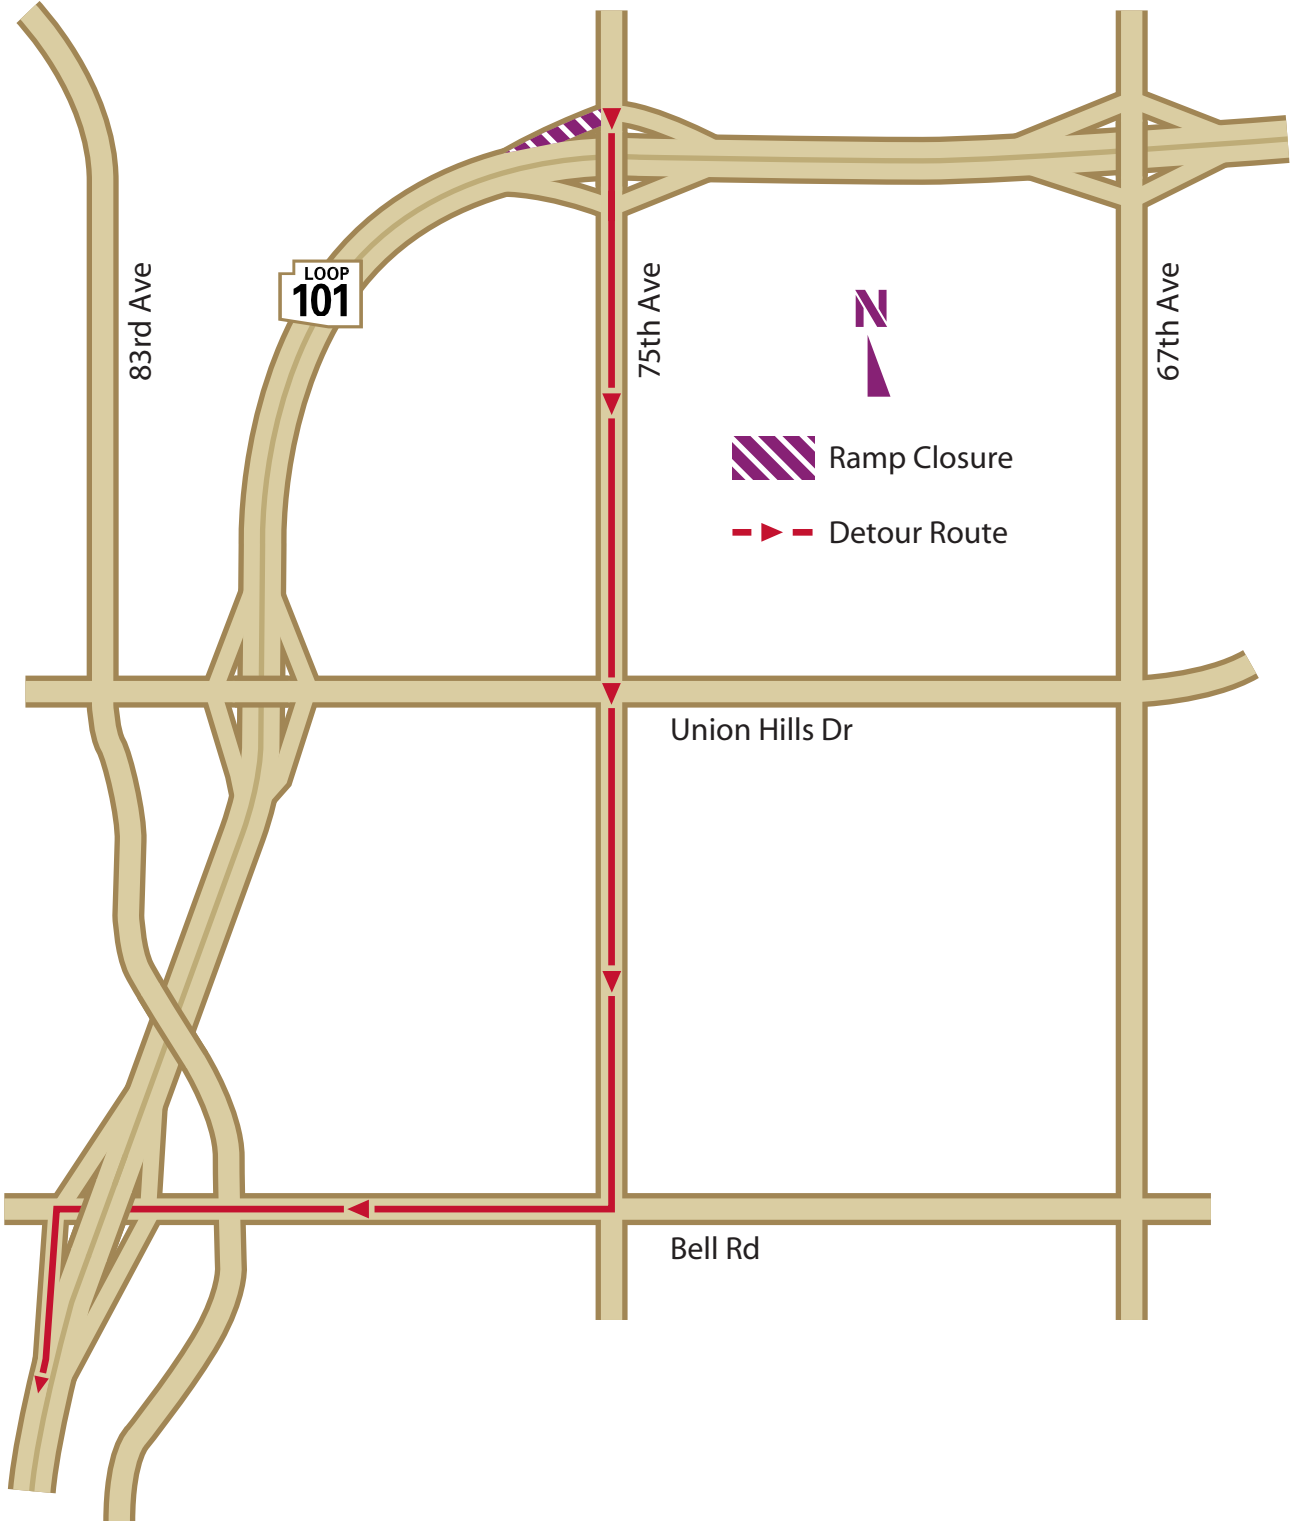 LOOP
101
83rd Ave
75th Ave
67th Ave
N
Ramp Closure
Detour Route
Union Hills Dr
Bell Rd